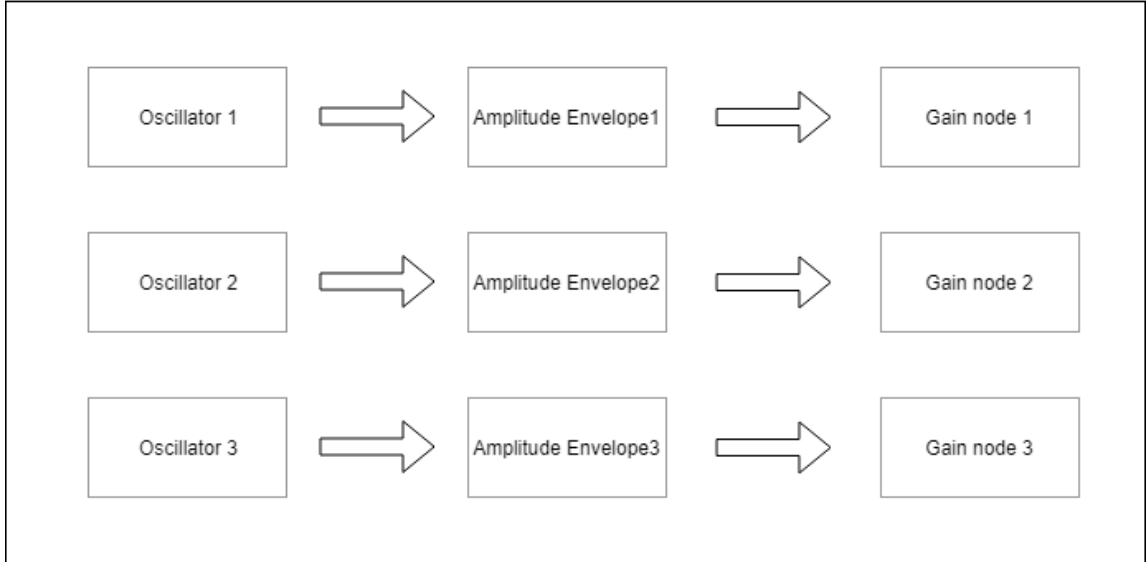 Oscillator 1
Amplitude Envelope1
Gain node 1
Oscillator 2
Amplitude Envelope2
Gain node 2
Oscillator 3
Amplitude Envelope3
Gain node 3